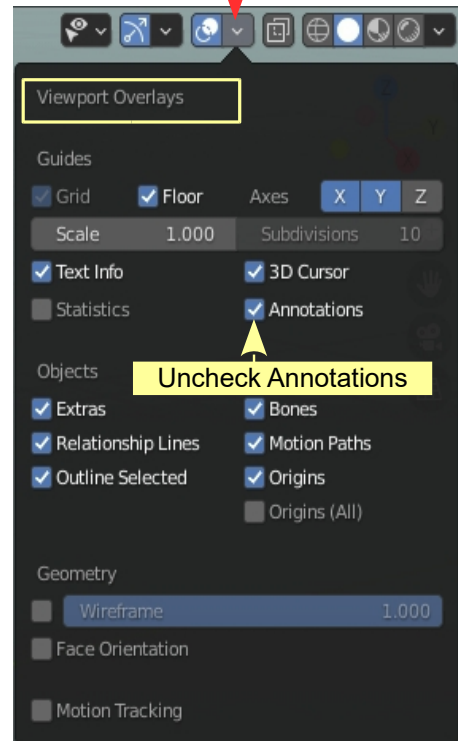 Viewport Overlays
Guides
Grid Floor Axes X Y Z
Scale 1.000 Subdivisions 10
Text Info 3D Cursor
Statistics Annotations
Objects Uncheck Annotations
Extras Bones
Relationship Lines Motion Paths
Outline Selected Origins
Origins (All)
Geometry
Wireframe 1.000
Face Orientation
Motion Tracking